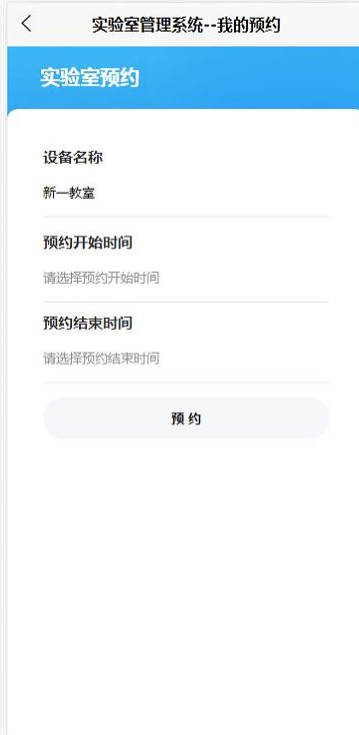 实验室管理系统--我的预约
实验室预约
设备名称
新一教室
预约开始时间
请选择预约开始时间
预约结束时间
请选择预约结束时间
预 约